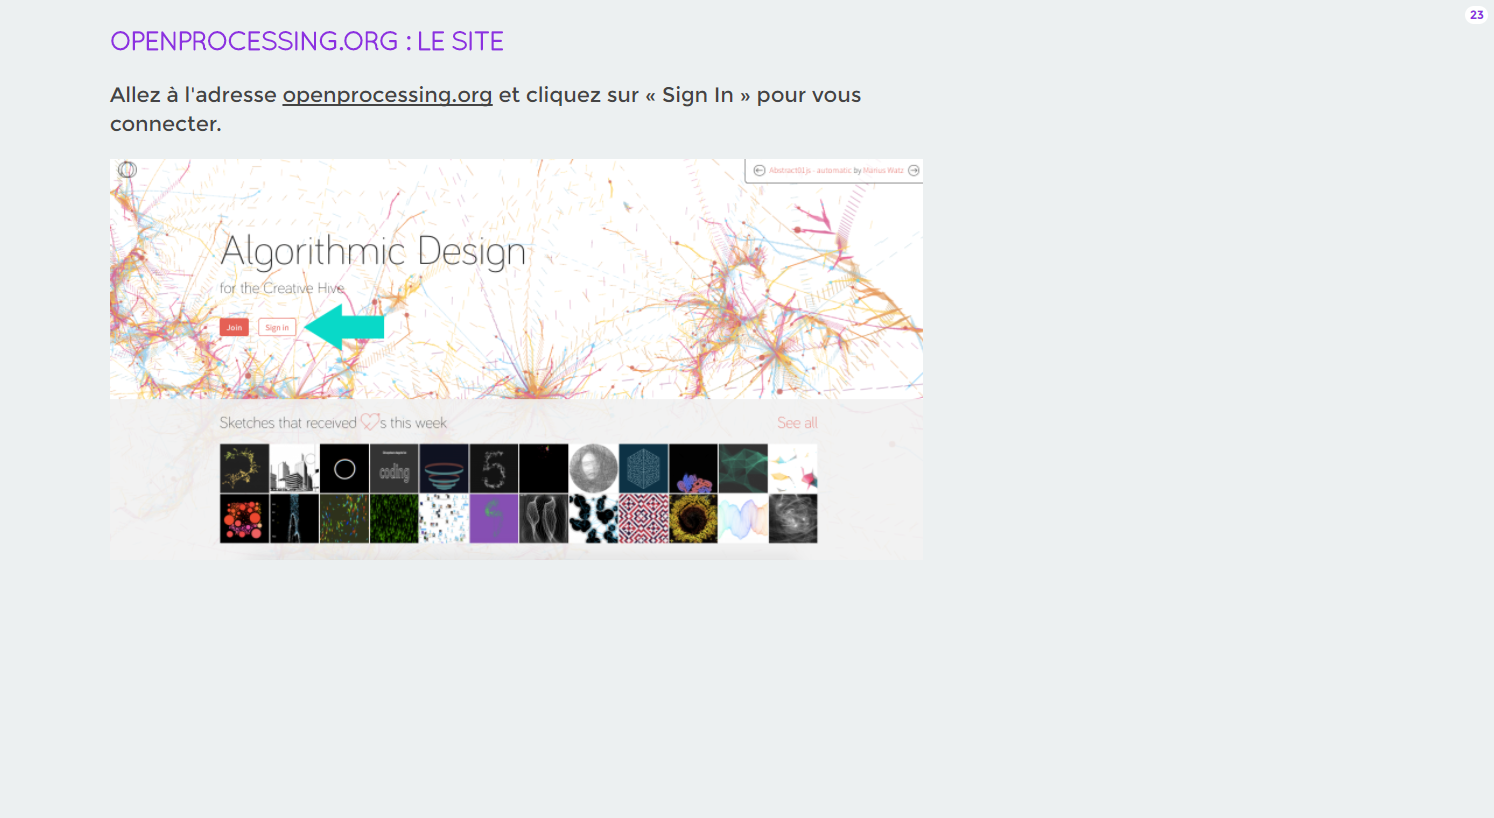 23
OPENPROCESSING.ORG : LE SITE
Allez à l'adresse openprocessing.org et cliquez sur « Sign In » pour vous
connecter.
Abstract01js - automatic by Marius Watz
Algorithmic Design
for the Creative Hive
Join Sign in
Sketches that received s this week
See all
coding
5